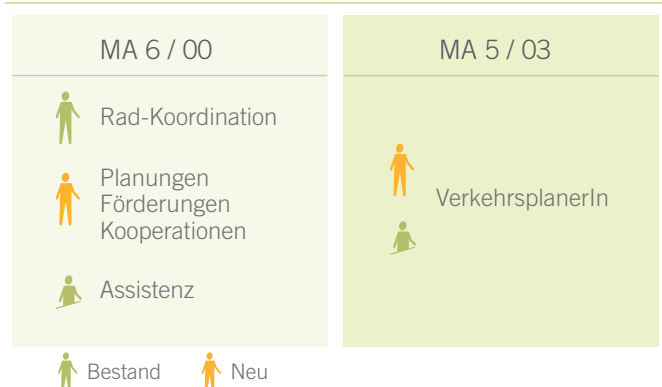 MA 6 / 00
Rad-Koordination
Planungen
Förderungen
Kooperationen
Assistenz
MA 5 / 03
VerkehrsplanerIn
Bestand
Neu